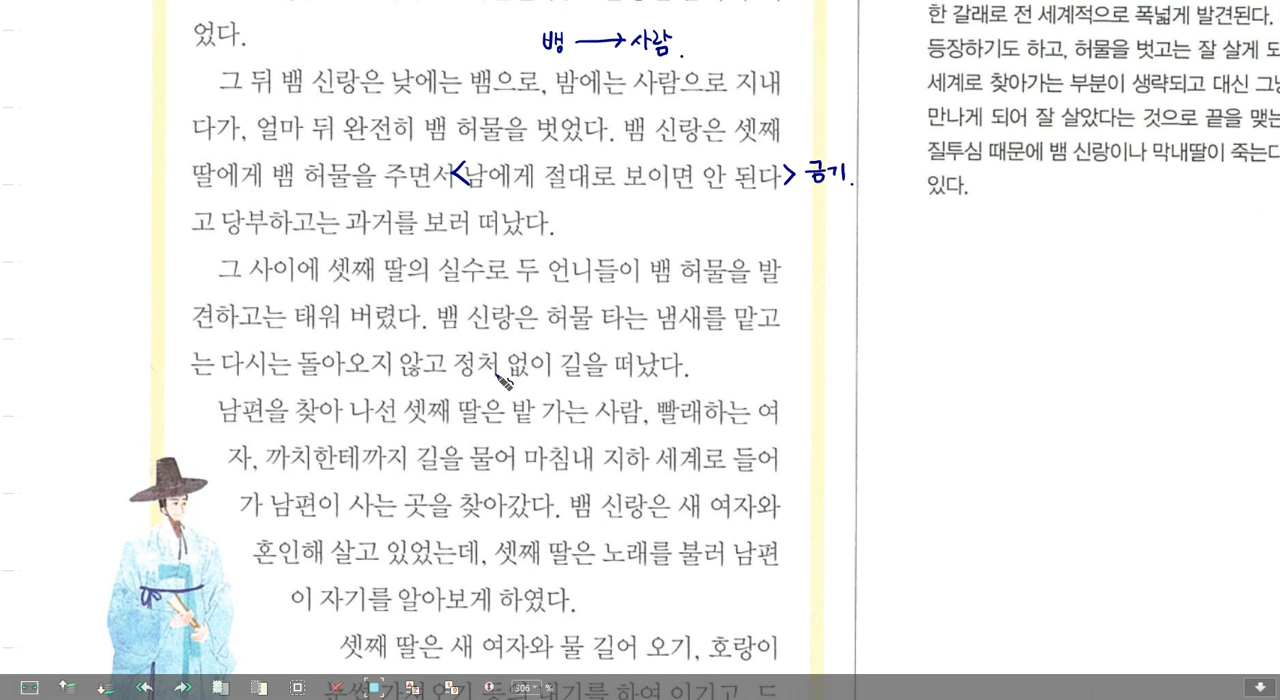 었다.
뱀 → 사람.
그 뒤 뱀 신랑은 낮에는 뱀으로, 밤에는 사람으로 지내
다가, 얼마 뒤 완전히 뱀 허물을 벗었다. 뱀 신랑은 셋째
딸에게 뱀 허물을 주면서 <남에게 절대로 보이면 안 된다> 금기.
고 당부하고는 과거를 보러 떠났다.
그 사이에 셋째 딸의 실수로 두 언니들이 뱀 허물을 발
견하고는 태워 버렸다. 뱀 신랑은 허물 타는 냄새를 맡고
는 다시는 돌아오지 않고 정처 없이 길을 떠났다.
남편을 찾아 나선 셋째 딸은 밭 가는 사람, 빨래하는 여
자, 까치한테까지 길을 물어 마침내 지하 세계로 들어
가 남편이 사는 곳을 찾아갔다. 뱀 신랑은 새 여자와
혼인해 살고 있었는데, 셋째 딸은 노래를 불러 남편
이 자기를 알아보게 하였다.
셋째 딸은 새 여자와 물 길어 오기, 호랑이
한 갈래로 전 세계적으로 폭넓게 발견된다.
등장하기도 하고, 허물을 벗고는 잘 살게 되
세계로 찾아가는 부분이 생략되고 대신 그냥
만나게 되어 잘 살았다는 것으로 끝을 맺는
질투심 때문에 뱀 신랑이나 막내딸이 죽는다
있다.
306 %